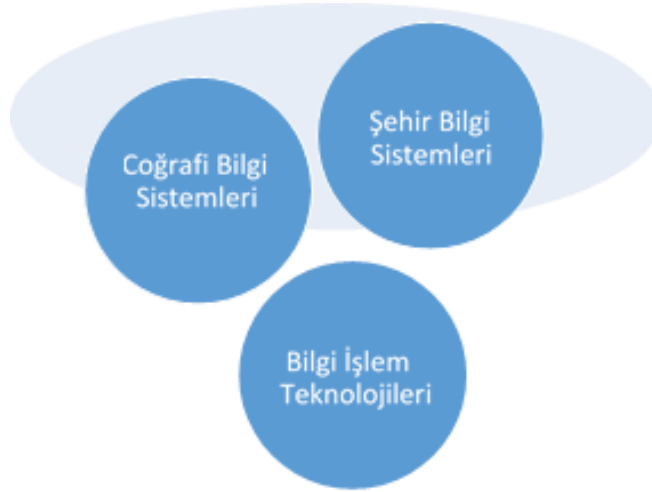 Şehir Bilgi
Sistemleri
Coğrafi Bilgi
Sistemleri
Bilgi İşlem
Teknolojileri